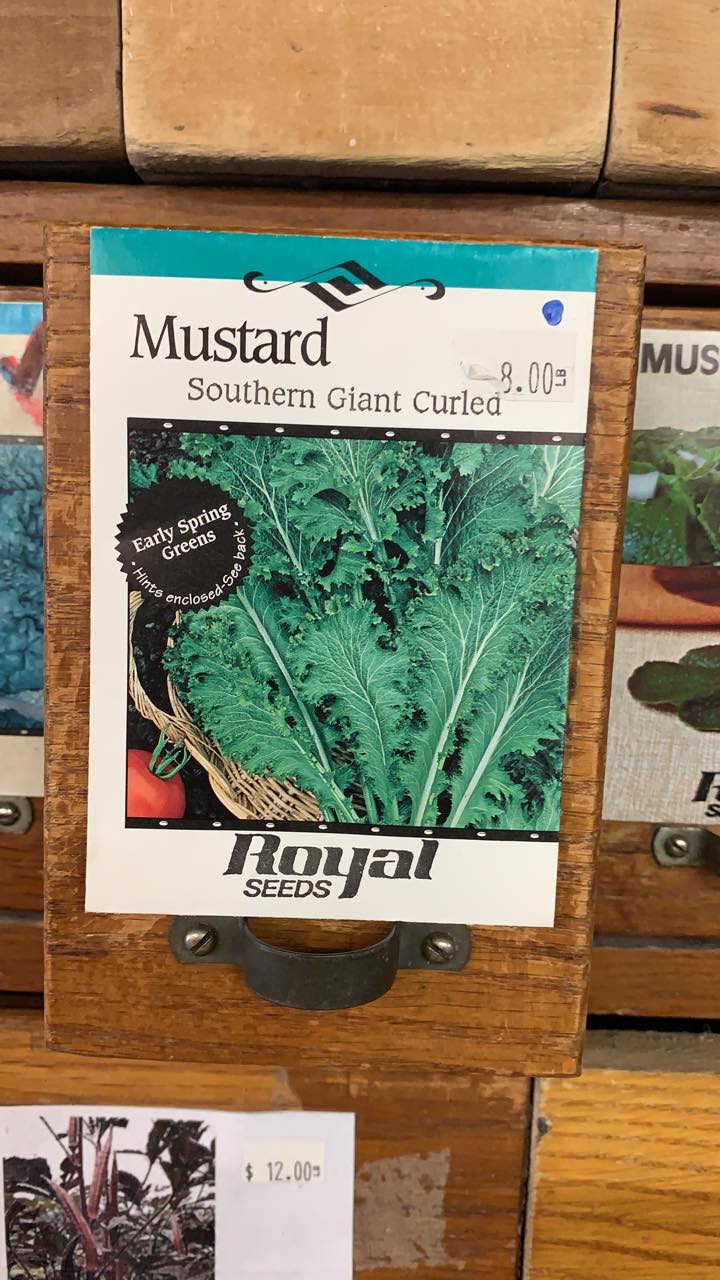 Mustard
8.00 LB
Southern Giant Curled
Early Spring
Greens
• Hints enclosed-See back •
Royal
SEEDS
MUS
$ 12.00